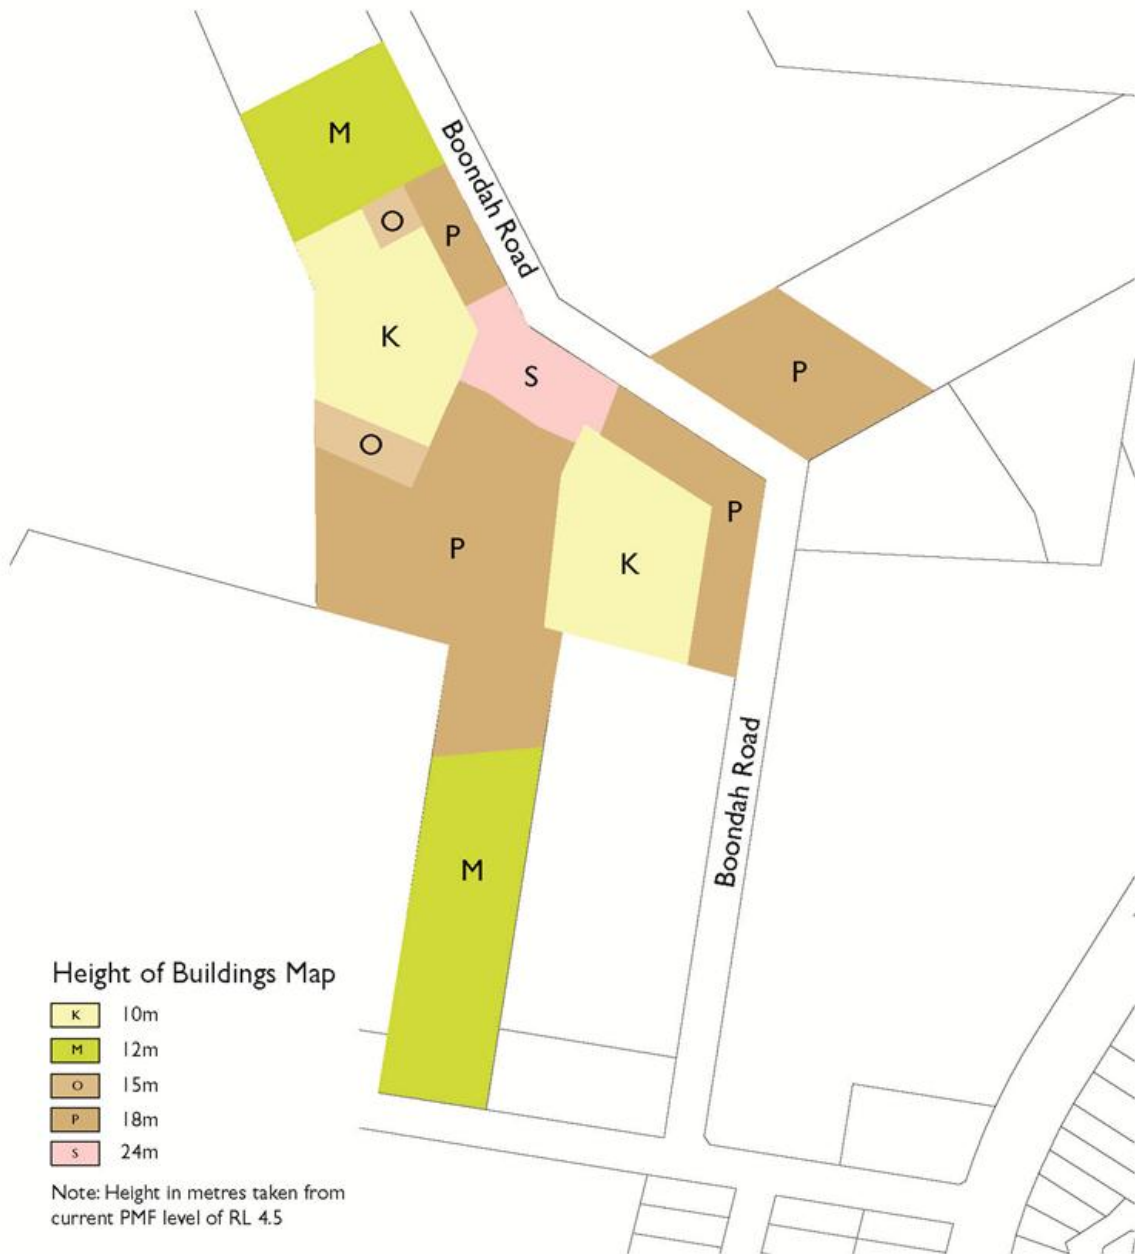 M
Boondah Road
O
P
K
S
P
O
P
P
K
Boondah Road
M
Height of Buildings Map
K 10m
M 12m
O 15m
P 18m
S 24m
Note: Height in metres taken from
current PMF level of RL 4.5